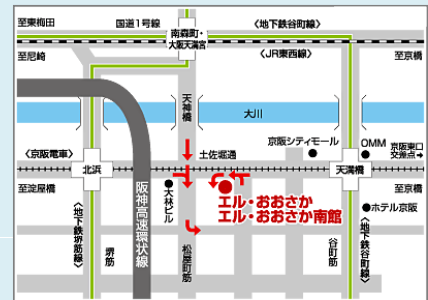 至東梅田
国道1号線
南森町・
大阪天満宮
〈地下鉄谷町線〉
至尼崎
〈JR東西線〉
至京橋
天神橋
大川
京阪シティモール
OMM
京阪東口
交差点→
〈京阪電車〉
北浜
土佐堀通
天満橋
至淀屋橋
大林ビル
至京橋
エル・おおさか
エル・おおさか南館
ホテル京阪
阪神高速環状線
〈地下鉄堺筋線〉
堺筋
松屋町筋
谷町筋
〈地下鉄谷町線〉